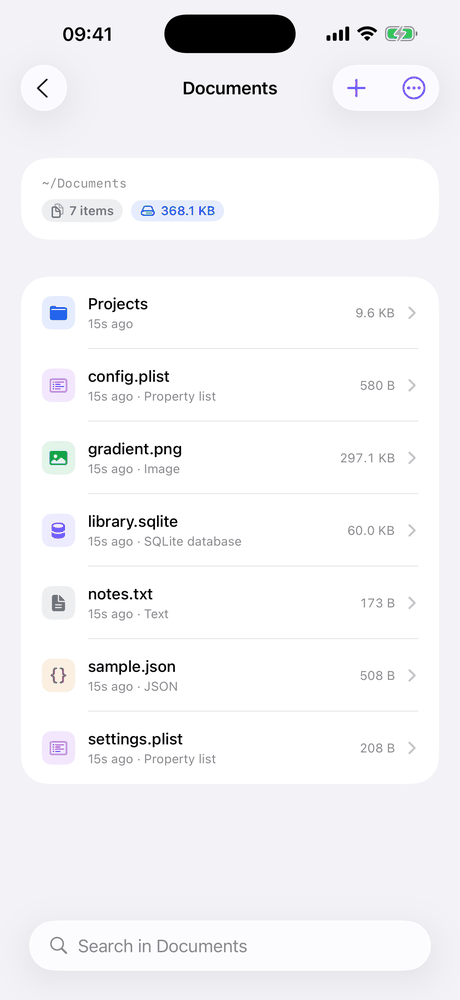 09:41
Documents
~/Documents
7 items 368.1 KB
Projects
15s ago
9.6 KB
config.plist
15s ago · Property list
580 B
gradient.png
15s ago · Image
297.1 KB
library.sqlite
15s ago · SQLite database
60.0 KB
notes.txt
15s ago · Text
173 B
sample.json
15s ago · JSON
508 B
settings.plist
15s ago · Property list
208 B
Search in Documents